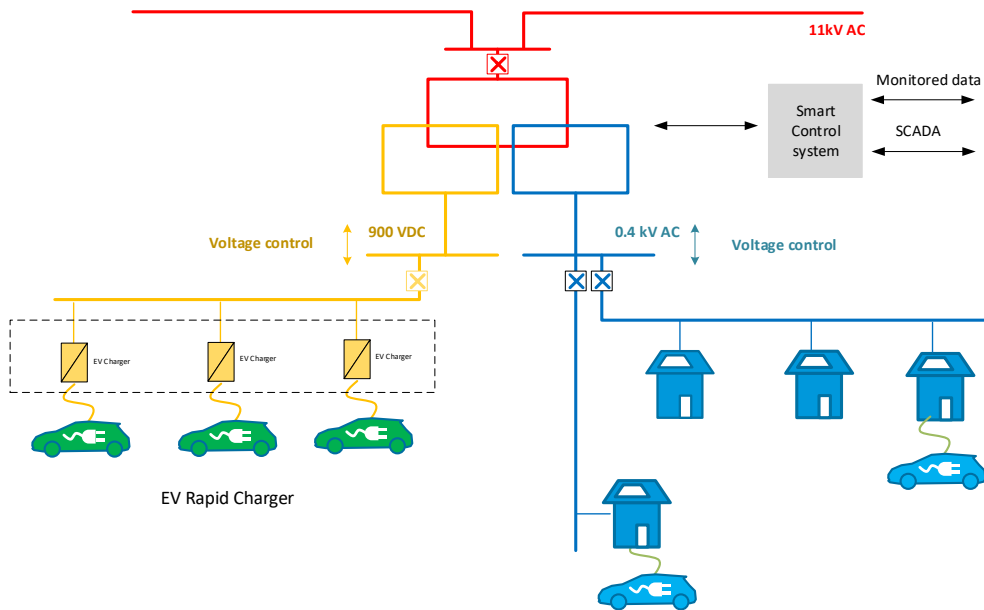 11kV AC
Monitored data
Smart
Control
system
SCADA
Voltage control
900 VDC
0.4 kV AC
Voltage control
EV Charger
EV Charger
EV Charger
EV Rapid Charger